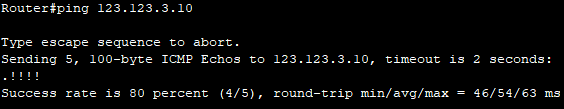 Router#ping 123.123.3.10
Type escape sequence to abort.
Sending 5, 100-byte ICMP Echos to 123.123.3.10, timeout is 2 seconds:
.!!!!
Success rate is 80 percent (4/5), round-trip min/avg/max = 46/54/63 ms